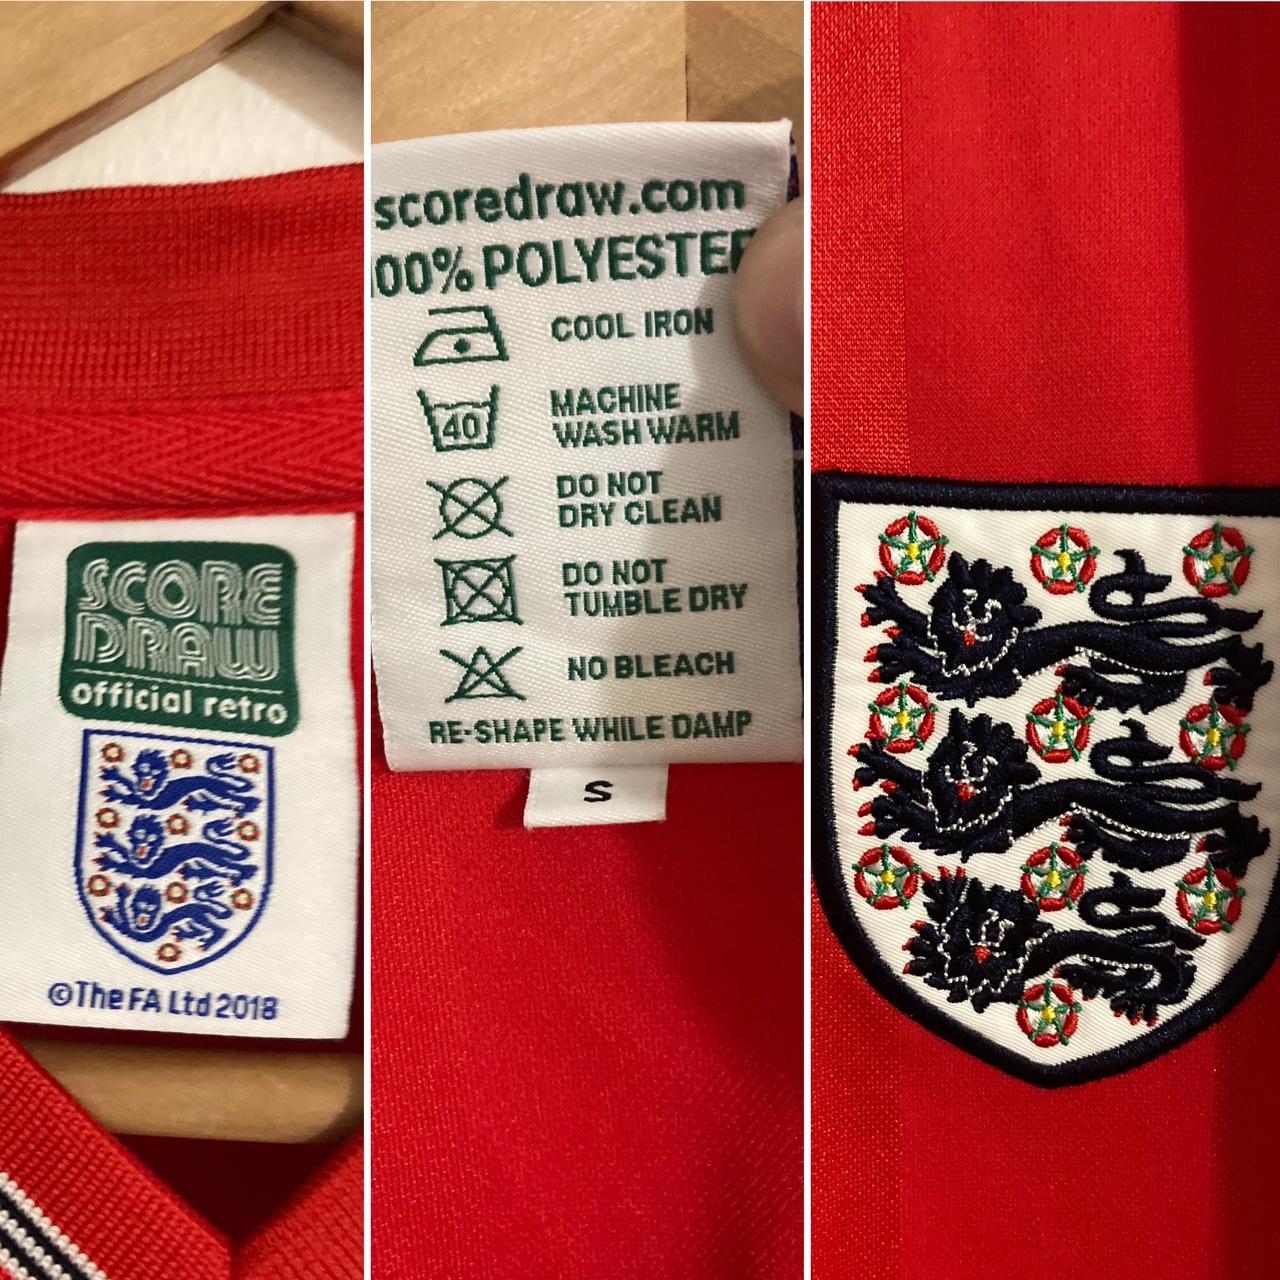 SCORE
DRAW
official retro
©The FA Ltd 2018
scoredraw.com
00% POLYESTER
COOL IRON
40
MACHINE
WASH WARM
DO NOT
DRY CLEAN
DO NOT
TUMBLE DRY
NO BLEACH
RE-SHAPE WHILE DAMP
S